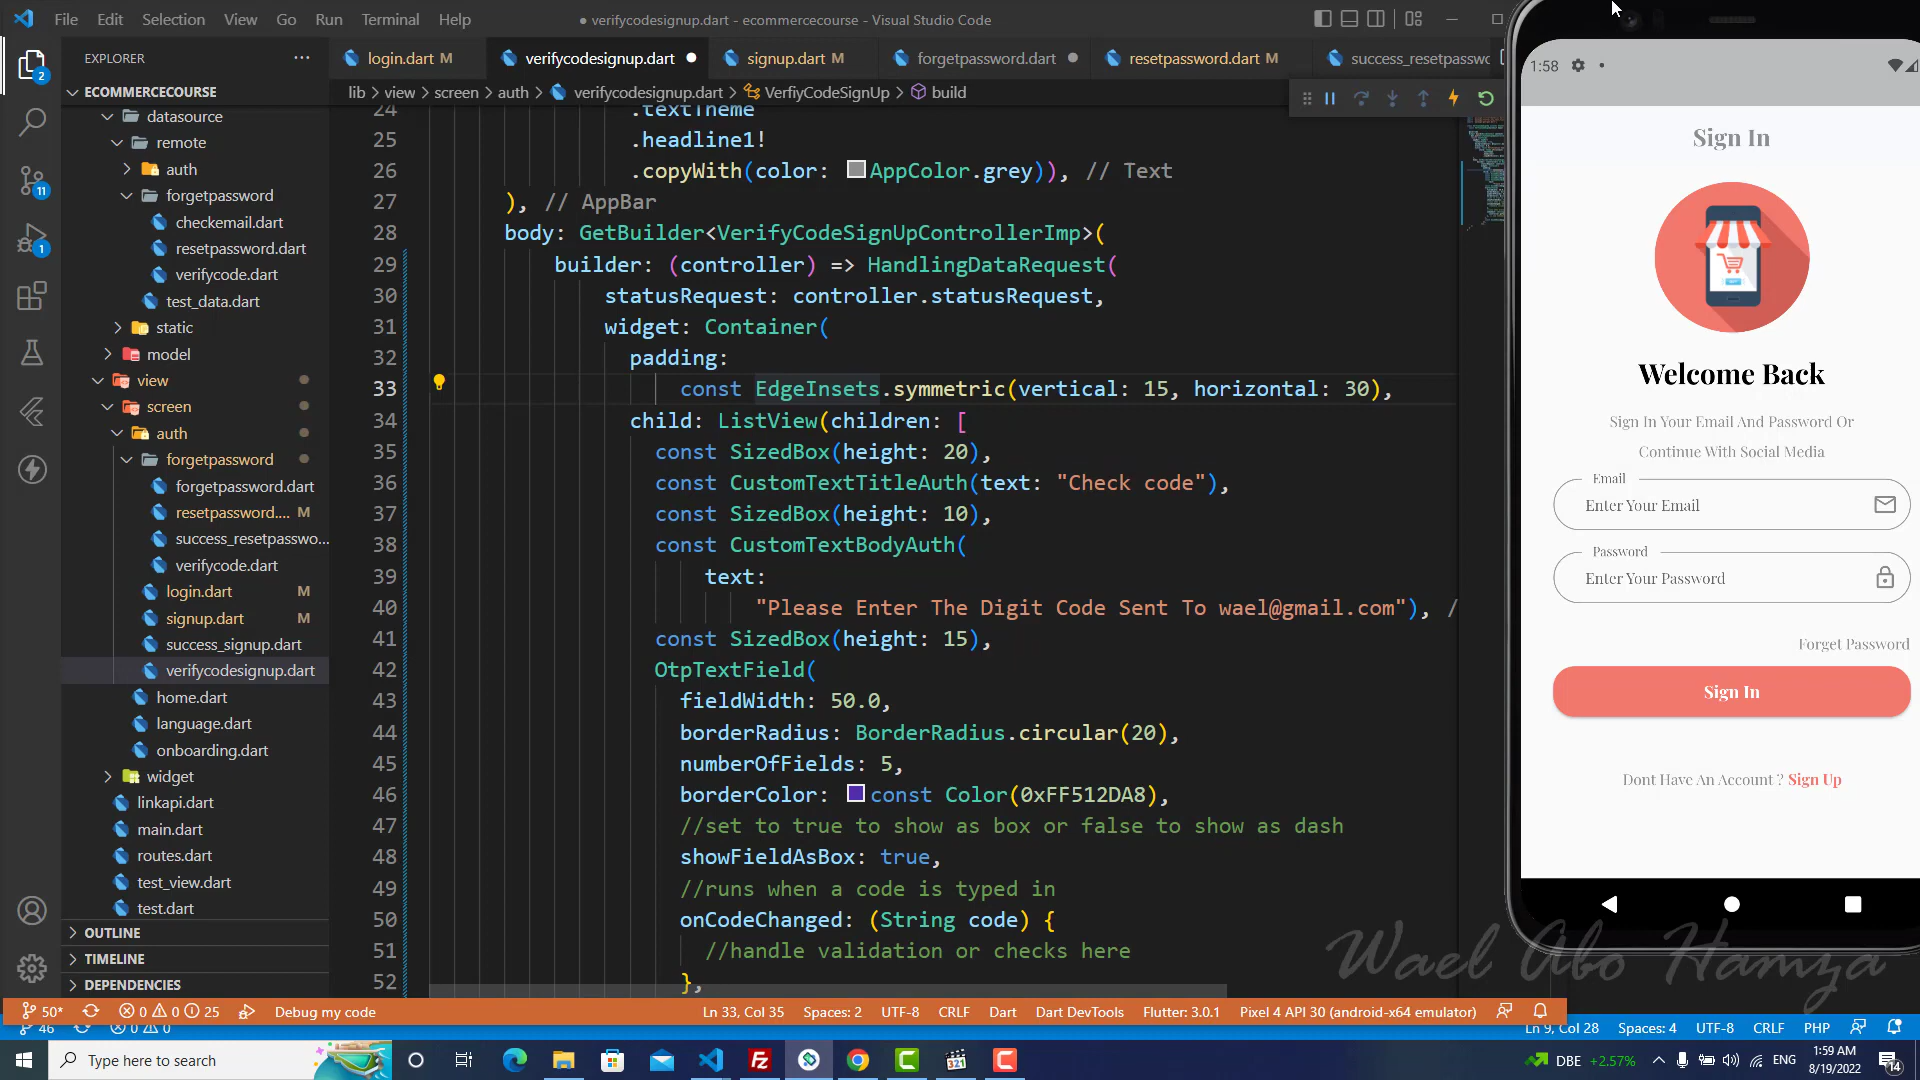 File Edit Selection View Go Run Terminal Help
● verifycodesignup.dart - ecommercecourse - Visual Studio Code
EXPLORER
login.dart M
verifycodesignup.dart
signup.dart M
forgetpassword.dart
resetpassword.dart M
success_resetpassw
ECOMMERCECOURSE
lib > view > screen > auth > verifycodesignup.dart > VerfiyCodeSignUp > build
datasource
remote
auth
forgetpassword
checkemail.dart
resetpassword.dart
verifycode.dart
test_data.dart
static
model
view
screen
auth
forgetpassword
forgetpassword.dart
resetpassword.... M
success_resetpasswo...
verifycode.dart
login.dart M
signup.dart M
success_signup.dart
verifycodesignup.dart
home.dart
language.dart
onboarding.dart
widget
linkapi.dart
main.dart
routes.dart
test_view.dart
test.dart
OUTLINE
TIMELINE
DEPENDENCIES
2
11
1
24 .textTheme
25 .headline1!
26 .copyWith(color: AppColor.grey)), // Text
27 ), // AppBar
28 body: GetBuilder<VerifyCodeSignUpControllerImp>(
29 builder: (controller) => HandlingDataRequest(
30 statusRequest: controller.statusRequest,
31 widget: Container(
32 padding:
33 const EdgeInsets.symmetric(vertical: 15, horizontal: 30),
34 child: ListView(children: [
35 const SizedBox(height: 20),
36 const CustomTextTitleAuth(text: "Check code"),
37 const SizedBox(height: 10),
38 const CustomTextBodyAuth(
39 text:
40 "Please Enter The Digit Code Sent To wael@gmail.com"), /
41 const SizedBox(height: 15),
42 OtpTextField(
43 fieldWidth: 50.0,
44 borderRadius: BorderRadius.circular(20),
45 numberOfFields: 5,
46 borderColor: const Color(0xFF512DA8),
47 //set to true to show as box or false to show as dash
48 showFieldAsBox: true,
49 //runs when a code is typed in
50 onCodeChanged: (String code) {
51 //handle validation or checks here
52 },
1:58
Sign In
Welcome Back
Sign In Your Email And Password Or
Continue With Social Media
Email
Enter Your Email
Password
Enter Your Password
Forget Password
Sign In
Dont Have An Account ? Sign Up
Wael Abo Hamza
50* 0 0 25 Debug my code
Ln 33, Col 35 Spaces: 2 UTF-8 CRLF Dart Dart DevTools Flutter: 3.0.1 Pixel 4 API 30 (android-x64 emulator)
46 0 0
Ln 9, Col 28 Spaces: 4 UTF-8 CRLF PHP
Type here to search
Fz
321
DBE +2.57%
ENG
1:59 AM
8/19/2022
14